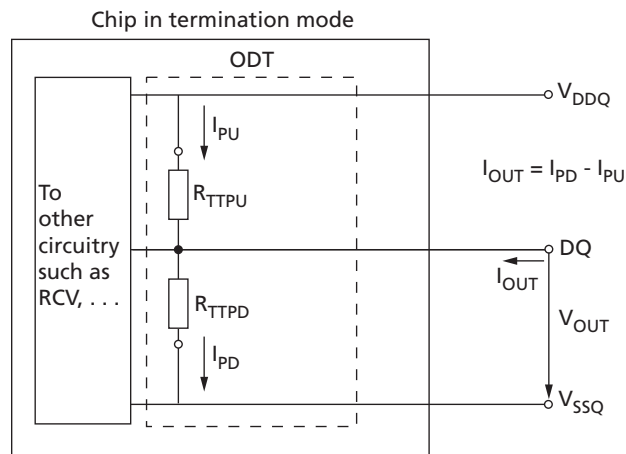 Chip in termination mode
ODT
V_DDQ
I_PU
I_OUT = I_PD - I_PU
To
other
circuitry
such as
RCV, . . .
R_TTPU
DQ
I_OUT
R_TTPD
V_OUT
I_PD
V_SSQ